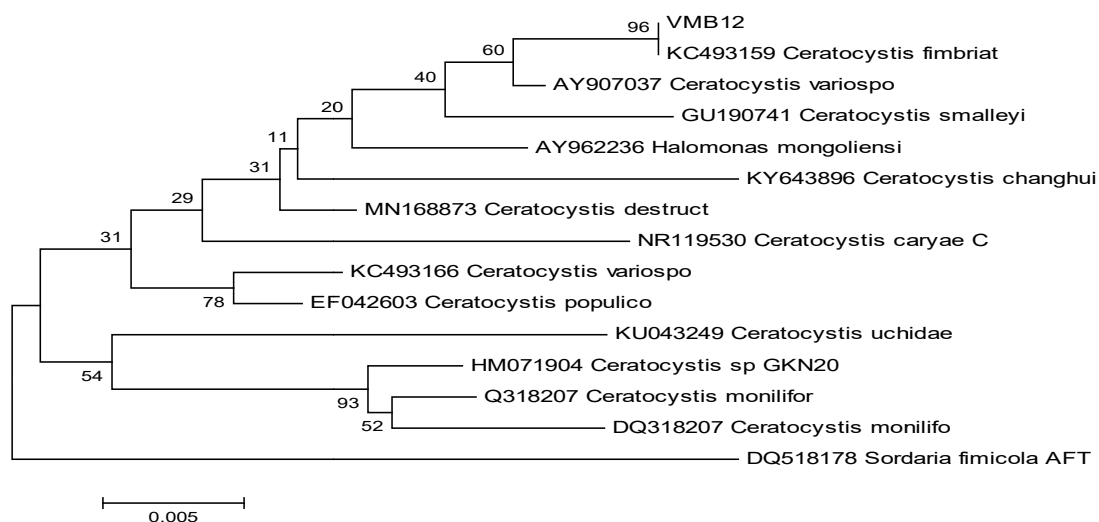 VMB12
96
KC493159 Ceratocystis fimbriat
60
AY907037 Ceratocystis variospo
40
GU190741 Ceratocystis smalleyi
20
AY962236 Halomonas mongoliensi
11
KY643896 Ceratocystis changhui
31
MN168873 Ceratocystis destruct
29
NR119530 Ceratocystis caryae C
31
KC493166 Ceratocystis variospo
78
EF042603 Ceratocystis populico
KU043249 Ceratocystis uchidae
54
HM071904 Ceratocystis sp GKN20
93
Q318207 Ceratocystis monilifor
52
DQ318207 Ceratocystis monilifo
DQ518178 Sordaria fimicola AFT
0.005